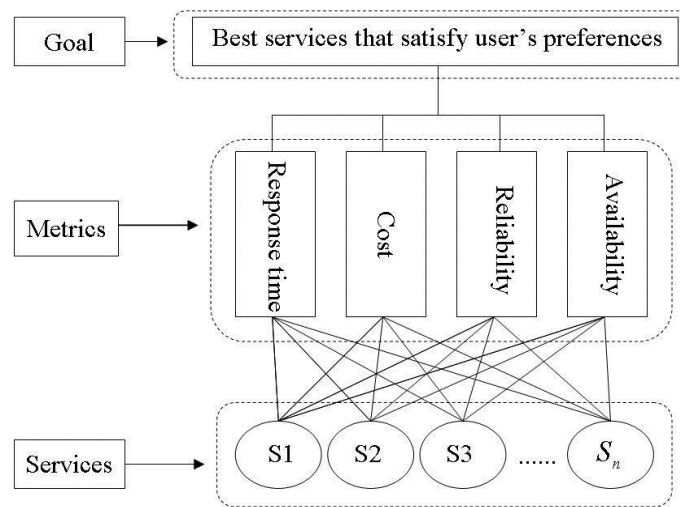 Goal
Best services that satisfy user's preferences
Metrics
Response time
Cost
Reliability
Availability
Services
S1
S2
S3
......
Sn